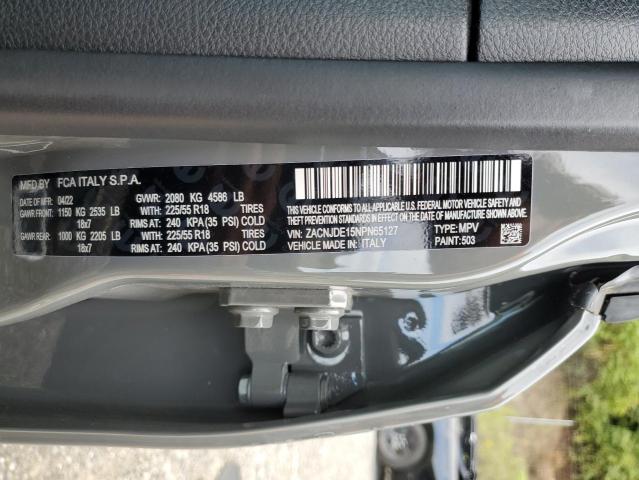 MFD BY FCA ITALY S.P.A.
DATE OF MFR: 04/22 GVWR: 2080 KG 4586 LB
GAWR FRONT: 1150 KG 2535 LB WITH: 225/55 R18 TIRES
18x7 RIMS AT: 240 KPA (35 PSI) COLD
GAWR REAR: 1000 KG 2205 LB WITH: 225/55 R18 TIRES
18x7 RIMS AT: 240 KPA (35 PSI) COLD
THIS VEHICLE CONFORMS TO ALL APPLICABLE U.S. FEDERAL MOTOR VEHICLE
SAFETY, BUMPER, AND THEFT PREVENTION STANDARDS IN EFFECT ON THE DATE OF
MANUFACTURE SHOWN ABOVE.
VIN: ZACNJDE15NPN65127 TYPE: MPV
VEHICLE MADE IN: ITALY PAINT: 503